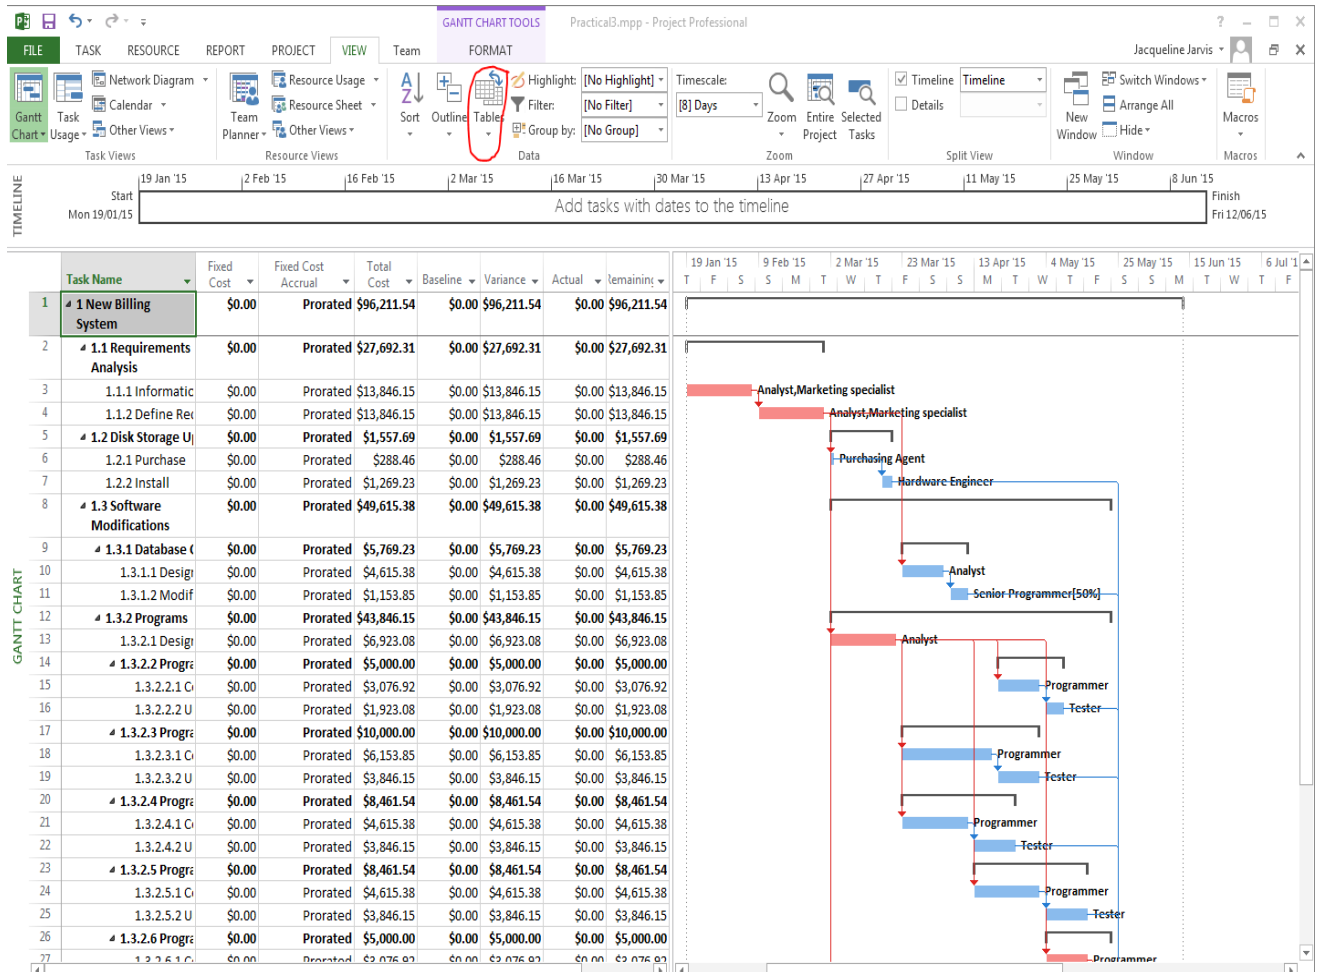 GANTT CHART TOOLS Practical3.mpp - Project Professional ?
FILE TASK RESOURCE REPORT PROJECT VIEW Team FORMAT Jacqueline Jarvis
Network Diagram Resource Usage Highlight: [No Highlight] Timescale: Timeline Timeline Switch Windows
Calendar Resource Sheet Filter: [No Filter] [8] Days Details Arrange All
Gantt Chart Task Usage Other Views Team Planner Other Views Sort Outline Tables Group by: [No Group] Zoom Entire Project Selected Tasks New Window Hide Macros
Task Views Resource Views Data Zoom Split View Window Macros
TIMELINE
19 Jan '15 2 Feb '15 16 Feb '15 2 Mar '15 16 Mar '15 30 Mar '15 13 Apr '15 27 Apr '15 11 May '15 25 May '15 8 Jun '15
Start Mon 19/01/15
Add tasks with dates to the timeline
Finish Fri 12/06/15
GANTT CHART
Task Name Fixed Cost Fixed Cost Accrual Total Cost Baseline Variance Actual Remaining
19 Jan '15 9 Feb '15 2 Mar '15 23 Mar '15 13 Apr '15 4 May '15 25 May '15 15 Jun '15 6 Jul '1
T F S S M T W T F S S M T W T F S S M T W T F
1 1 New Billing System $0.00 Prorated $96,211.54 $0.00 $96,211.54 $0.00 $96,211.54
2 1.1 Requirements Analysis $0.00 Prorated $27,692.31 $0.00 $27,692.31 $0.00 $27,692.31
3 1.1.1 Informatic $0.00 Prorated $13,846.15 $0.00 $13,846.15 $0.00 $13,846.15 Analyst,Marketing specialist
4 1.1.2 Define Rec $0.00 Prorated $13,846.15 $0.00 $13,846.15 $0.00 $13,846.15 Analyst,Marketing specialist
5 1.2 Disk Storage U $0.00 Prorated $1,557.69 $0.00 $1,557.69 $0.00 $1,557.69
6 1.2.1 Purchase $0.00 Prorated $288.46 $0.00 $288.46 $0.00 $288.46 Purchasing Agent
7 1.2.2 Install $0.00 Prorated $1,269.23 $0.00 $1,269.23 $0.00 $1,269.23 Hardware Engineer
8 1.3 Software Modifications $0.00 Prorated $49,615.38 $0.00 $49,615.38 $0.00 $49,615.38
9 1.3.1 Database $0.00 Prorated $5,769.23 $0.00 $5,769.23 $0.00 $5,769.23
10 1.3.1.1 Design $0.00 Prorated $4,615.38 $0.00 $4,615.38 $0.00 $4,615.38 Analyst
11 1.3.1.2 Modif $0.00 Prorated $1,153.85 $0.00 $1,153.85 $0.00 $1,153.85 Senior Programmer[50%]
12 1.3.2 Programs $0.00 Prorated $43,846.15 $0.00 $43,846.15 $0.00 $43,846.15
13 1.3.2.1 Design $0.00 Prorated $6,923.08 $0.00 $6,923.08 $0.00 $6,923.08 Analyst
14 1.3.2.2 Progra $0.00 Prorated $5,000.00 $0.00 $5,000.00 $0.00 $5,000.00
15 1.3.2.2.1 C $0.00 Prorated $3,076.92 $0.00 $3,076.92 $0.00 $3,076.92 Programmer
16 1.3.2.2.2 U $0.00 Prorated $1,923.08 $0.00 $1,923.08 $0.00 $1,923.08 Tester
17 1.3.2.3 Progra $0.00 Prorated $10,000.00 $0.00 $10,000.00 $0.00 $10,000.00
18 1.3.2.3.1 C $0.00 Prorated $6,153.85 $0.00 $6,153.85 $0.00 $6,153.85 Programmer
19 1.3.2.3.2 U $0.00 Prorated $3,846.15 $0.00 $3,846.15 $0.00 $3,846.15 Tester
20 1.3.2.4 Progra $0.00 Prorated $8,461.54 $0.00 $8,461.54 $0.00 $8,461.54
21 1.3.2.4.1 C $0.00 Prorated $4,615.38 $0.00 $4,615.38 $0.00 $4,615.38 Programmer
22 1.3.2.4.2 U $0.00 Prorated $3,846.15 $0.00 $3,846.15 $0.00 $3,846.15 Tester
23 1.3.2.5 Progra $0.00 Prorated $8,461.54 $0.00 $8,461.54 $0.00 $8,461.54
24 1.3.2.5.1 C $0.00 Prorated $4,615.38 $0.00 $4,615.38 $0.00 $4,615.38 Programmer
25 1.3.2.5.2 U $0.00 Prorated $3,846.15 $0.00 $3,846.15 $0.00 $3,846.15 Tester
26 1.3.2.6 Progra $0.00 Prorated $5,000.00 $0.00 $5,000.00 $0.00 $5,000.00
27 1.3.2.6.1 C $0.00 Prorated $3,076.92 $0.00 $3,076.92 $0.00 $3,076.92 Programmer